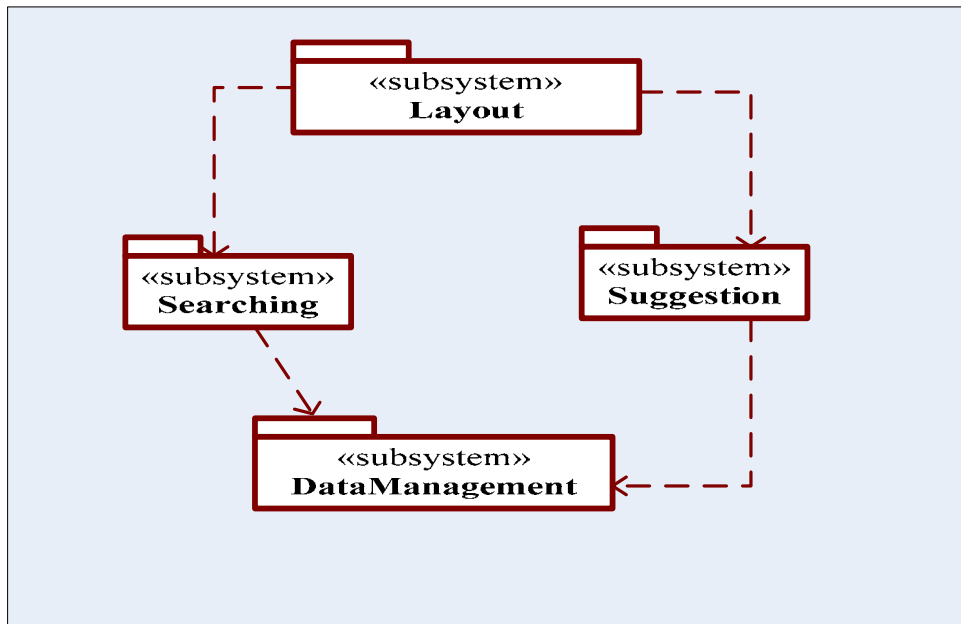 «subsystem»
Layout
«subsystem»
Searching
«subsystem»
Suggestion
«subsystem»
DataManagement